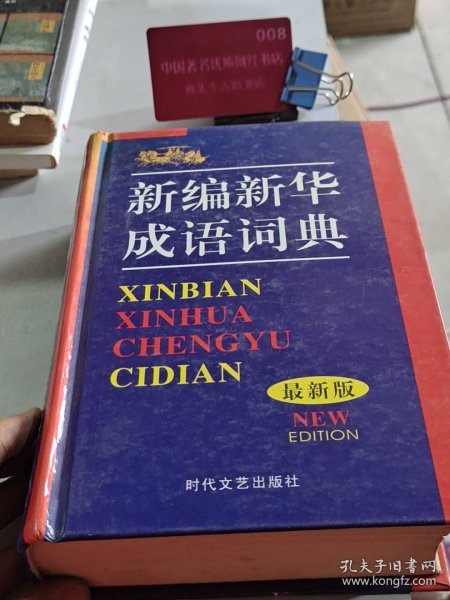 008
中国著名优质网红书店
新编新华
成语词典
XINBIAN
XINHUA
CHENGYU
CIDIAN
最新版
NEW
EDITION
时代文艺出版社
孔夫子旧书网
www.kongfz.com